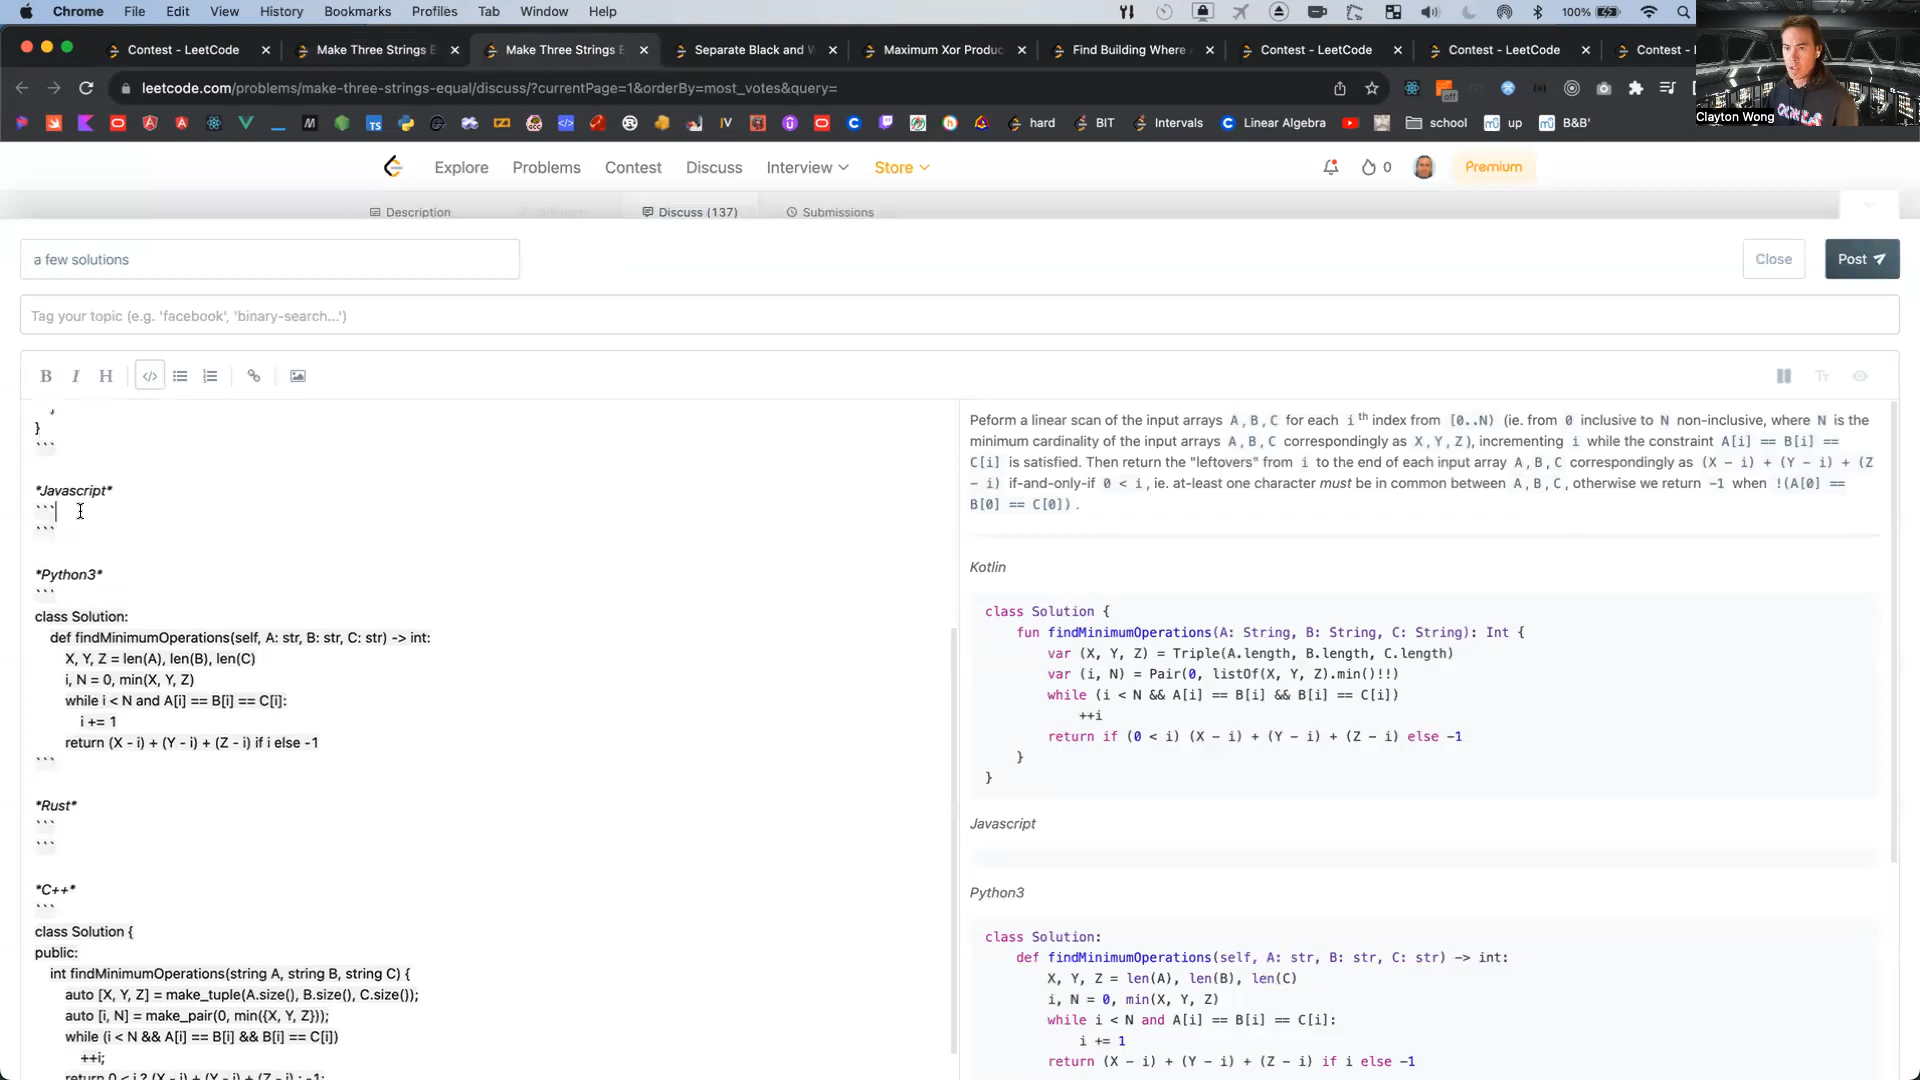 Chrome File Edit View History Bookmarks Profiles Tab Window Help 100%
Contest - LeetCode Make Three Strings E Make Three Strings E Separate Black and W Maximum Xor Produc Find Building Where Contest - LeetCode Contest - LeetCode Contest - L
leetcode.com/problems/make-three-strings-equal/discuss/?currentPage=1&orderBy=most_votes&query=
off
Clayton Wong
TS IV hard BIT Intervals Linear Algebra school up B&B'
Explore Problems Contest Discuss Interview Store 0 Premium
Description Discuss (137) Submissions
a few solutions
Close Post
Tag your topic (e.g. 'facebook', 'binary-search...')
B I H </> Tт
}
```
*Javascript*
```
```
*Python3*
```
class Solution:
def findMinimumOperations(self, A: str, B: str, C: str) -> int:
X, Y, Z = len(A), len(B), len(C)
i, N = 0, min(X, Y, Z)
while i < N and A[i] == B[i] == C[i]:
i += 1
return (X - i) + (Y - i) + (Z - i) if i else -1
```
*Rust*
```
```
*C++*
```
class Solution {
public:
int findMinimumOperations(string A, string B, string C) {
auto [X, Y, Z] = make_tuple(A.size(), B.size(), C.size());
auto [i, N] = make_pair(0, min({X, Y, Z}));
while (i < N && A[i] == B[i] && B[i] == C[i])
++i;
return 0 < i ? (X - i) + (Y - i) + (Z - i) : -1;
Peform a linear scan of the input arrays A,B,C for each i th index from [0..N) (ie. from 0 inclusive to N non-inclusive, where N is the
minimum cardinality of the input arrays A,B,C correspondingly as X,Y,Z), incrementing i while the constraint A[i] == B[i] ==
C[i] is satisfied. Then return the "leftovers" from i to the end of each input array A,B,C correspondingly as (X - i) + (Y - i) + (Z
- i) if-and-only-if 0 < i, ie. at-least one character must be in common between A,B,C, otherwise we return -1 when !(A[0] ==
B[0] == C[0]).
Kotlin
class Solution {
fun findMinimumOperations(A: String, B: String, C: String): Int {
var (X, Y, Z) = Triple(A.length, B.length, C.length)
var (i, N) = Pair(0, listOf(X, Y, Z).min()!!)
while (i < N && A[i] == B[i] && B[i] == C[i])
++i
return if (0 < i) (X - i) + (Y - i) + (Z - i) else -1
}
}
Javascript
Python3
class Solution:
def findMinimumOperations(self, A: str, B: str, C: str) -> int:
X, Y, Z = len(A), len(B), len(C)
i, N = 0, min(X, Y, Z)
while i < N and A[i] == B[i] == C[i]:
i += 1
return (X - i) + (Y - i) + (Z - i) if i else -1